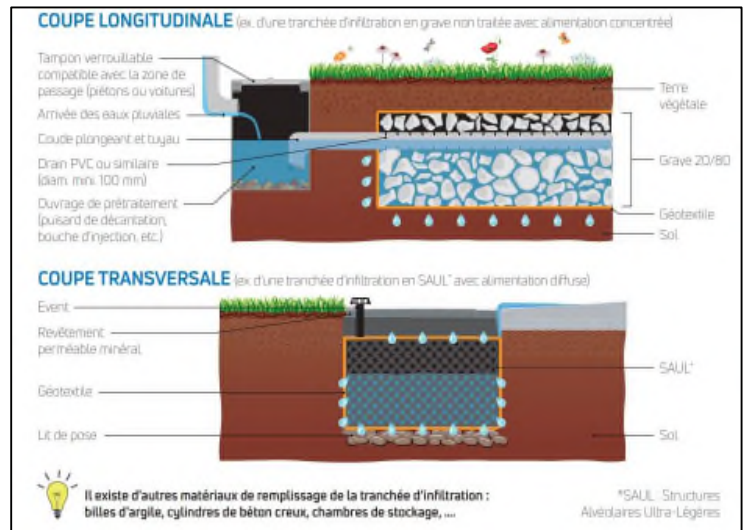 COUPE LONGITUDINALE (ex. d'une tranchée d'infiltration en grave non traitée avec alimentation concentrée)
Tampon verrouillable
compatible avec la zone de
passage (piétons ou voitures)
Arrivée des eaux pluviales
Coude plongeant et tuyau
Drain PVC ou similaire
(diam. mini. 100 mm)
Ouvrage de prétraitement
(puisard de décantation,
bouche d'injection, etc.)
Terre
végétale
Grave 20/80
Géotextile
Sol
COUPE TRANSVERSALE (ex. d'une tranchée d'infiltration en SAUL* avec alimentation diffuse)
Event
Revêtement
perméable minéral
Géotextile
Lit de pose
SAUL*
Sol
Il existe d'autres matériaux de remplissage de la tranchée d'infiltration :
billes d'argile, cylindres de béton creux, chambres de stockage, ....
*SAUL : Structures
Alvéolaires Ultra-Légères